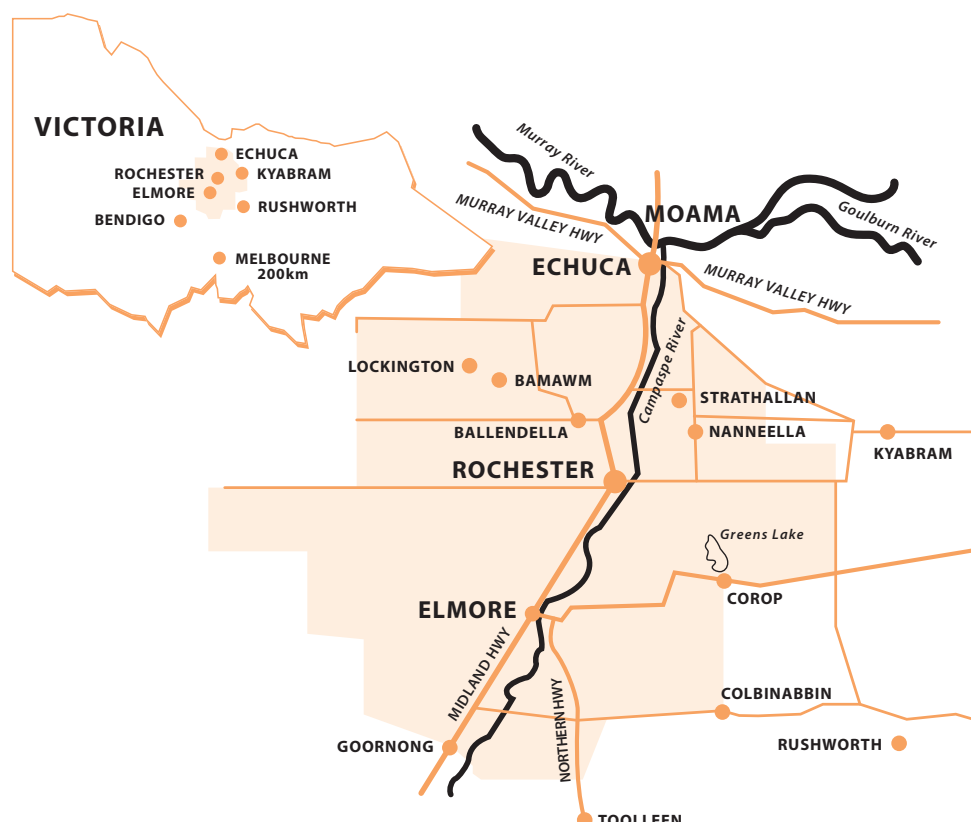 VICTORIA
ECHUCA
ROCHESTER
KYABRAM
ELMORE
RUSHWORTH
BENDIGO
MELBOURNE
200km
Murray River
MOAMA
Goulburn River
MURRAY VALLEY HWY
ECHUCA
MURRAY VALLEY HWY
Campaspe River
LOCKINGTON
BAMAWM
STRATHALLAN
BALLENDELLA
NANNEELLA
KYABRAM
ROCHESTER
Greens Lake
COROP
ELMORE
MIDLAND HWY
NORTHERN HWY
COLBINABBIN
GOORNONG
RUSHWORTH
TOOLLEEN